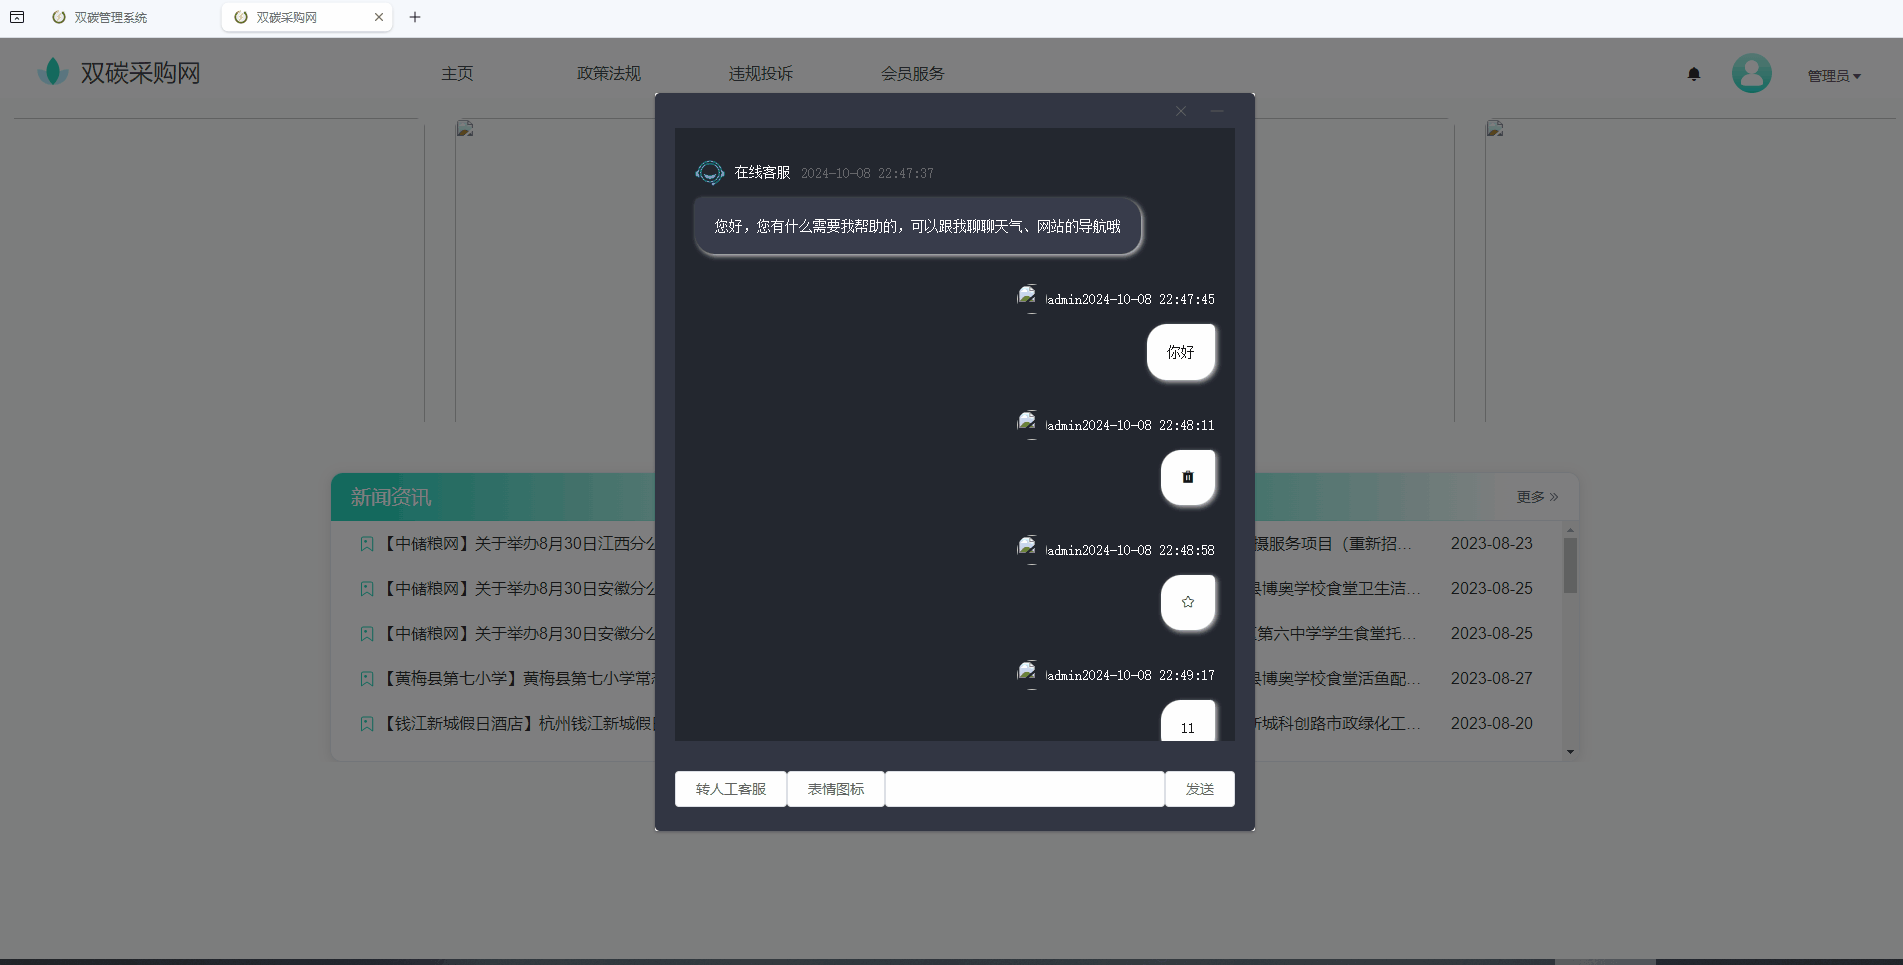 双碳管理系统
双碳采购网
双碳采购网
主页
政策法规
违规投诉
会员服务
管理员
在线客服 2024-10-08 22:47:37
您好，您有什么需要我帮助的，可以跟我聊聊天气、网站的导航哦
admin2024-10-08 22:47:45
你好
admin2024-10-08 22:48:11
admin2024-10-08 22:48:58
admin2024-10-08 22:49:17
11
转人工客服
表情图标
发送
新闻资讯
更多
【中储粮网】关于举办8月30日江西分公
【中储粮网】关于举办8月30日安徽分公
【中储粮网】关于举办8月30日安徽分公
【黄梅县第七小学】黄梅县第七小学常
【钱江新城假日酒店】杭州钱江新城假
摄服务项目（重新招... 2023-08-23
县博奥学校食堂卫生洁... 2023-08-25
第六中学学生食堂托... 2023-08-25
县博奥学校食堂活鱼配... 2023-08-27
新城科创路市政绿化工... 2023-08-20